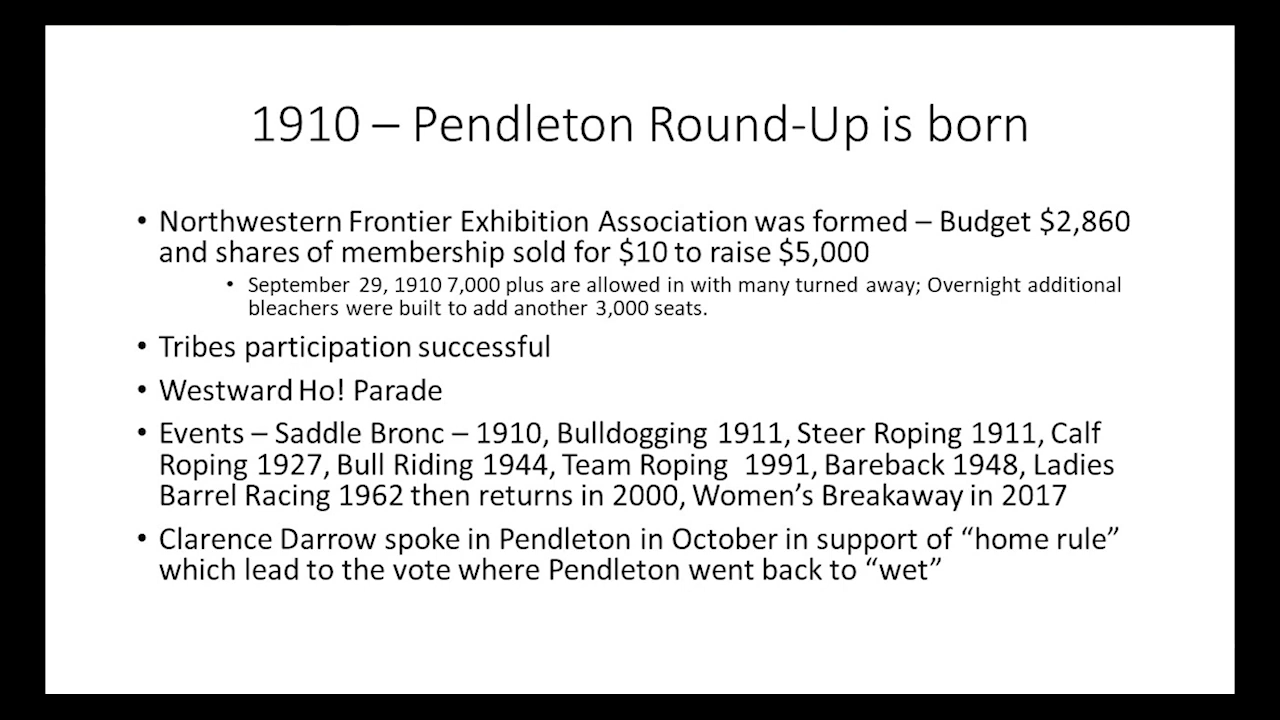 1910 – Pendleton Round-Up is born
• Northwestern Frontier Exhibition Association was formed – Budget $2,860
and shares of membership sold for $10 to raise $5,000
• September 29, 1910 7,000 plus are allowed in with many turned away; Overnight additional
bleachers were built to add another 3,000 seats.
• Tribes participation successful
• Westward Ho! Parade
• Events – Saddle Bronc – 1910, Bulldogging 1911, Steer Roping 1911, Calf
Roping 1927, Bull Riding 1944, Team Roping  1991, Bareback 1948, Ladies
Barrel Racing 1962 then returns in 2000, Women’s Breakaway in 2017
• Clarence Darrow spoke in Pendleton in October in support of “home rule”
which lead to the vote where Pendleton went back to “wet”